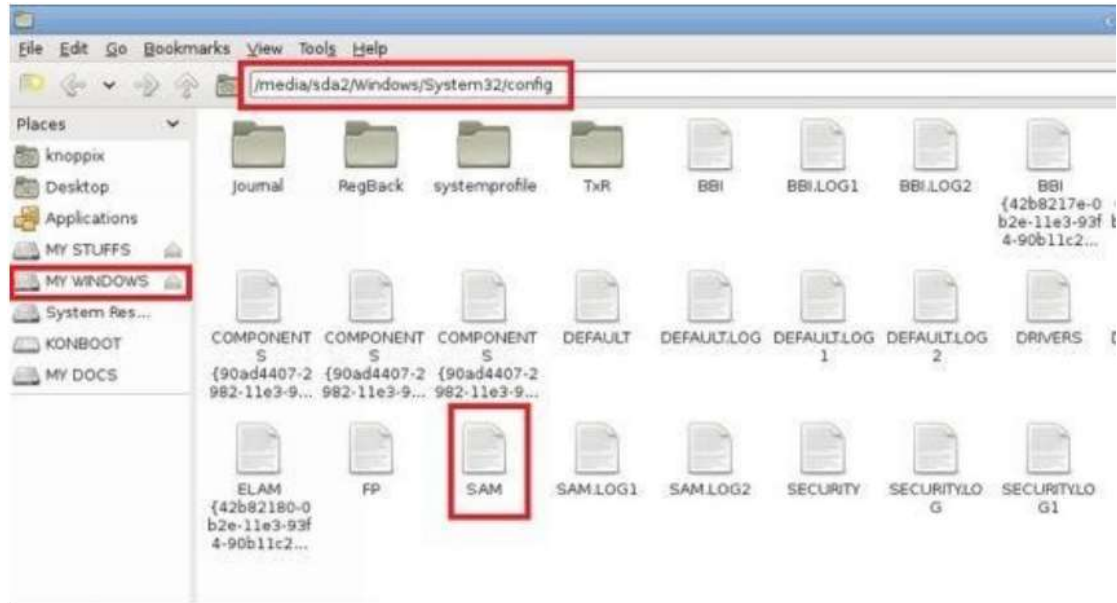 File Edit Go Bookmarks View Tools Help
/media/sda2/Windows/System32/config
Places
knoppix
Desktop
Applications
MY STUFFS
MY WINDOWS
System Res...
KONBOOT
MY DOCS
Journal RegBack systemprofile TxR BBI BBI.LOG1 BBI.LOG2 BBI
{42b8217e-0
b2e-11e3-93f
4-90b11c2...
COMPONENT COMPONENT COMPONENT DEFAULT DEFAULT.LOG DEFAULT.LOG DEFAULT.LOG DRIVERS
S S S 1 2
{90ad4407-2 {90ad4407-2 {90ad4407-2
982-11e3-9... 982-11e3-9... 982-11e3-9...
ELAM FP SAM SAM.LOG1 SAM.LOG2 SECURITY SECURITY.LO SECURITY.LO
{42b82180-0 G G1
b2e-11e3-93f
4-90b11c2...